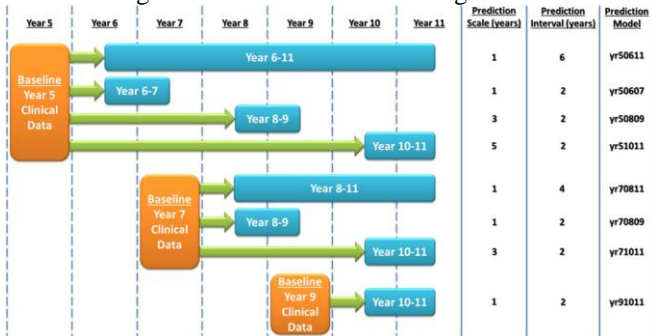 Year 5 Year 6 Year 7 Year 8 Year 9 Year 10 Year 11 Prediction Scale (years) Prediction Interval (years) Prediction Model
Baseline
Year 5
Clinical
Data
Year 6-11 1 6 yr50611
Year 6-7 1 2 yr50607
Year 8-9 3 2 yr50809
Year 10-11 5 2 yr51011
Baseline
Year 7
Clinical
Data
Year 8-11 1 4 yr70811
Year 8-9 1 2 yr70809
Year 10-11 3 2 yr71011
Baseline
Year 9
Clinical
Data
Year 10-11 1 2 yr91011